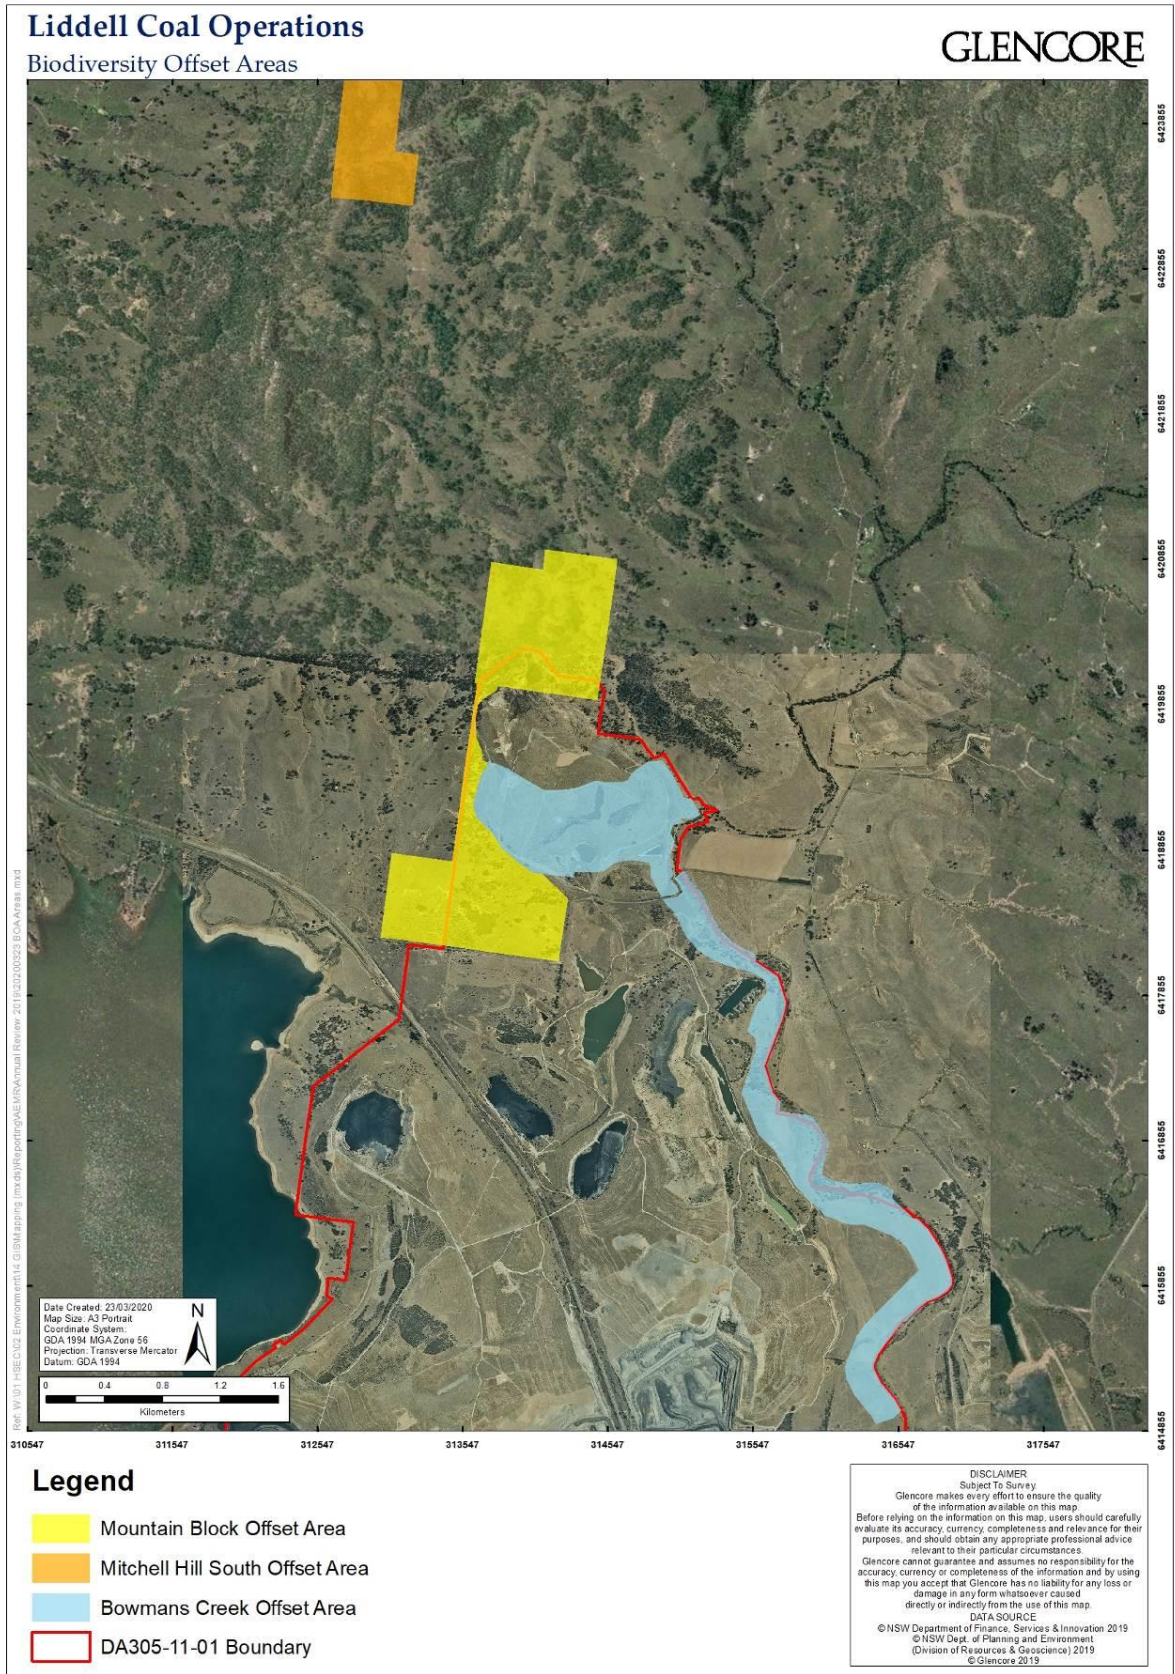 Liddell Coal Operations
Biodiversity Offset Areas
GLENCORE
6423855
6422855
6421855
6420855
6419855
6418855
6417855
6416855
6415855
6414855
Date Created: 23/03/2020
Map Size: A3 Portrait
Coordinate System:
GDA 1994 MGA Zone 56
Projection: Transverse Mercator
Datum: GDA 1994
N
0 0.4 0.8 1.2 1.6
Kilometers
310547 311547 312547 313547 314547 315547 316547 317547
Legend
Mountain Block Offset Area
Mitchell Hill South Offset Area
Bowmans Creek Offset Area
DA305-11-01 Boundary
DISCLAIMER
Subject To Survey
Glencore makes every effort to ensure the quality
of the information available on this map.
Before relying on the information on this map, users should carefully
evaluate its accuracy, currency, completeness and relevance for their
purposes, and should obtain any appropriate professional advice
relevant to their particular circumstances.
Glencore cannot guarantee and assumes no responsibility for the
accuracy, currency or completeness of the information and by using
this map you accept that Glencore has no liability for any loss or
damage in any form whatsoever caused
directly or indirectly from the use of this map.
DATA SOURCE
© NSW Department of Finance, Services & Innovation 2019
© NSW Dept. of Planning and Environment
(Division of Resources & Geoscience) 2019
© Glencore 2019